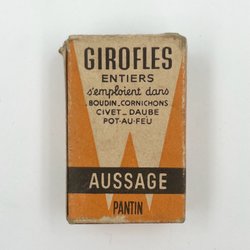 GIROFLES
ENTIERS
s'emploient dans
BOUDIN_CORNICHONS
CIVET_DAUBE
POT-AU-FEU
AUSSAGE
PANTIN